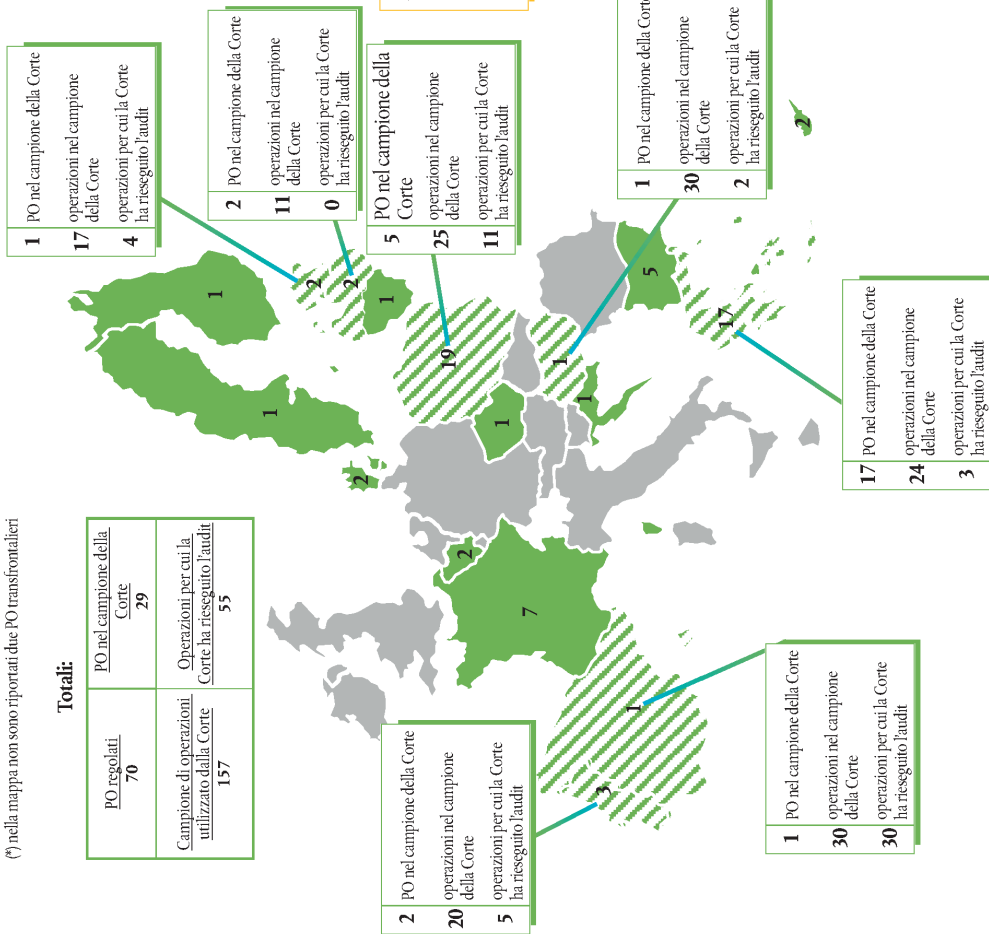 (*) nella mappa non sono riportati due PO transfrontalieri
Totali:
PO regolati
70
PO nel campione della
Corte
29
Campione di operazioni
utilizzato dalla Corte
157
Operazioni per cui la
Corte ha rieseguito l'audit
55
1 PO nel campione della Corte
17 operazioni nel campione
della Corte
4 operazioni per cui la Corte
ha rieseguito l'audit
2 PO nel campione della Corte
11 operazioni nel campione
della Corte
0 operazioni per cui la Corte
ha rieseguito l'audit
5 PO nel campione della
Corte
25 operazioni nel campione
della Corte
11 operazioni per cui la Corte
ha rieseguito l'audit
1 PO nel campione della Corte
30 operazioni nel campione
della Corte
2 operazioni per cui la Corte
ha rieseguito l'audit
17 PO nel campione della Corte
24 operazioni nel campione
della Corte
3 operazioni per cui la Corte
ha rieseguito l'audit
1 PO nel campione della Corte
30 operazioni nel campione
della Corte
30 operazioni per cui la Corte
ha rieseguito l'audit
2 PO nel campione della Corte
20 operazioni nel campione
della Corte
5 operazioni per cui la Corte
ha rieseguito l'audit
1
1
2
2
1
19
2
2
7
1
1
1
5
17
2
1
3